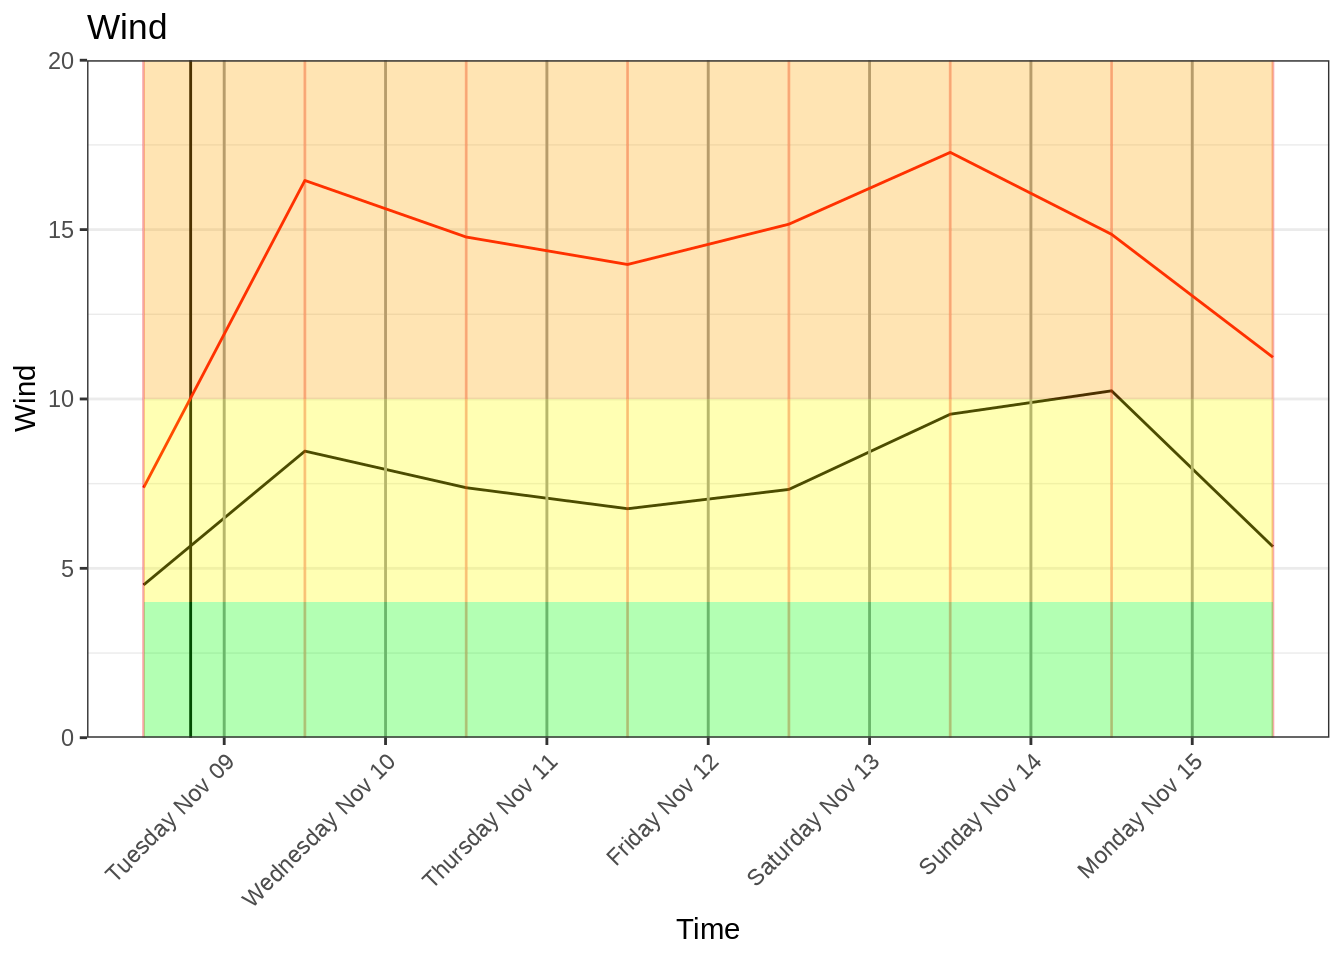 Wind
20
15
10
5
0
Wind
Tuesday Nov 09
Wednesday Nov 10
Thursday Nov 11
Friday Nov 12
Saturday Nov 13
Sunday Nov 14
Monday Nov 15
Time